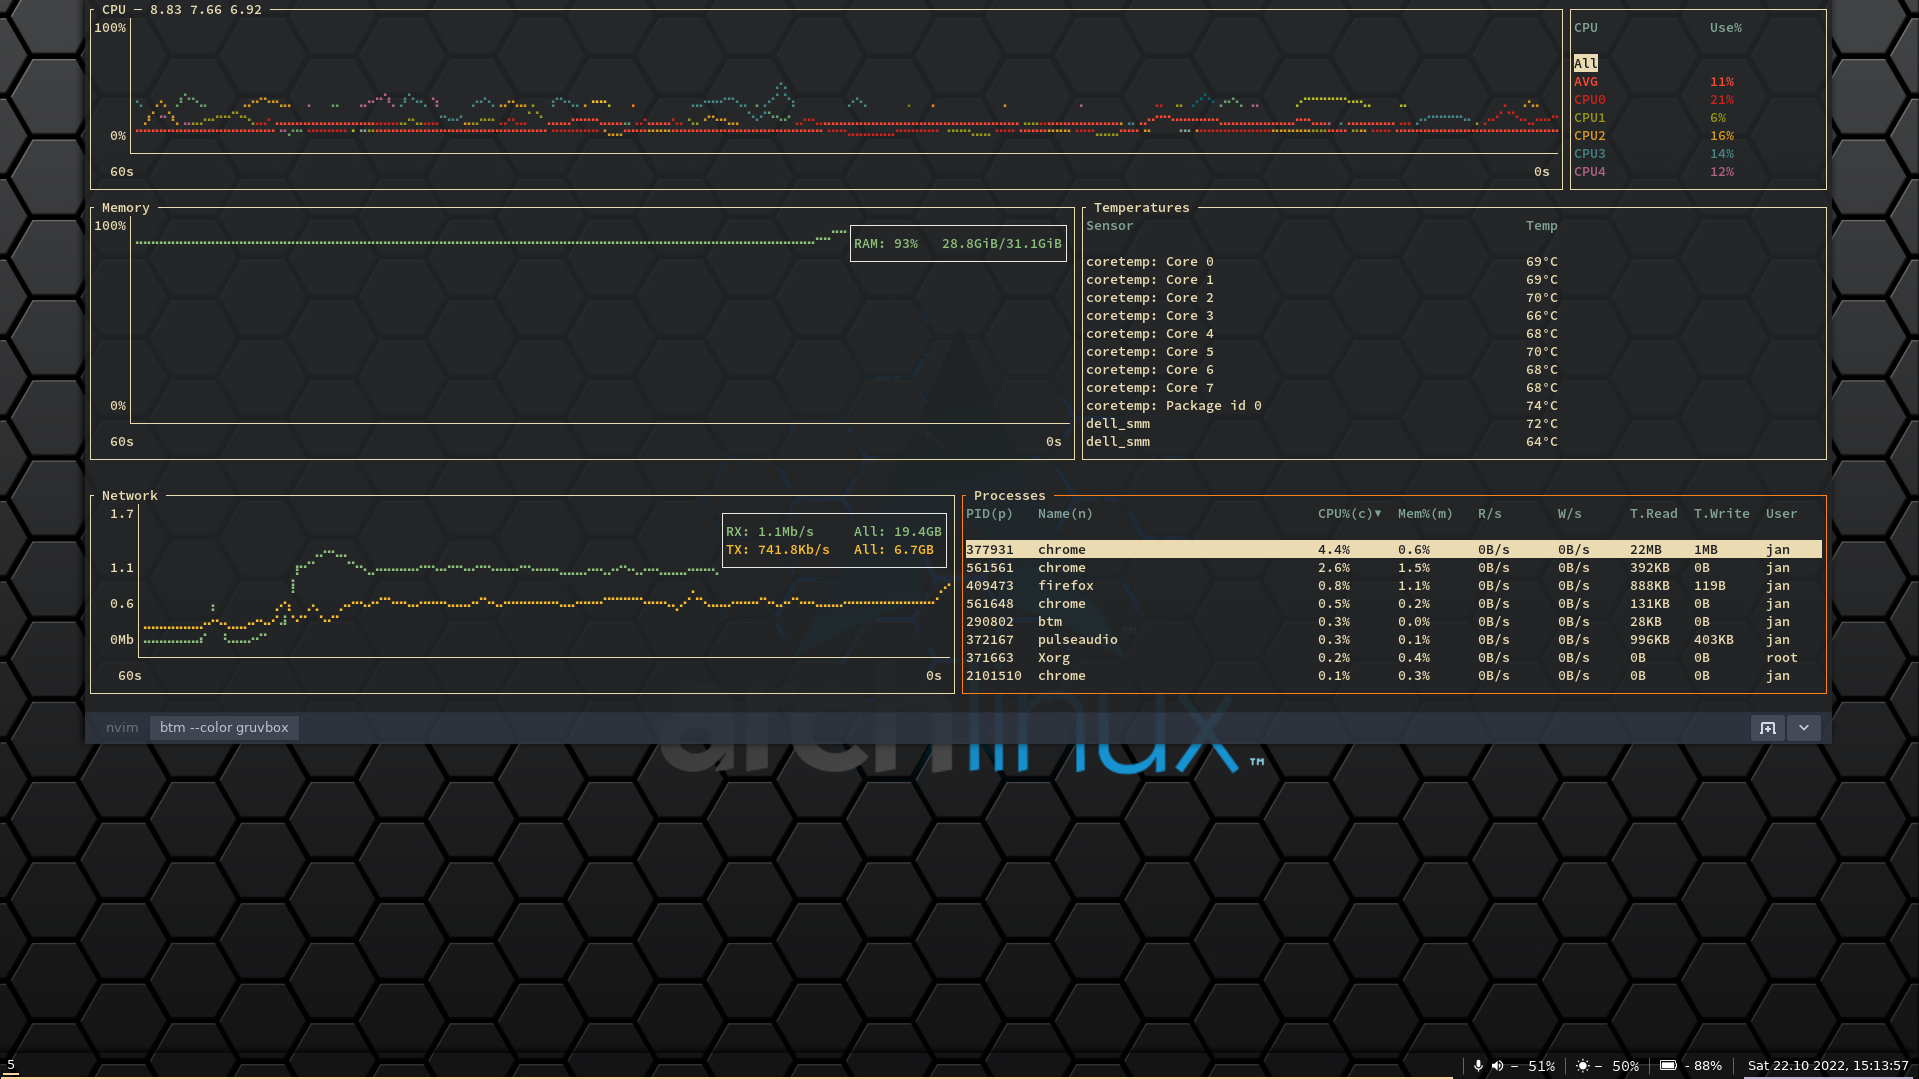 CPU — 8.83 7.66 6.92
100%
0%
60s 0s
CPU Use%
All
AVG 11%
CPU0 21%
CPU1 6%
CPU2 16%
CPU3 14%
CPU4 12%
Memory
100%
RAM: 93% 28.8GiB/31.1GiB
0%
60s 0s
Temperatures
Sensor Temp
coretemp: Core 0 69°C
coretemp: Core 1 69°C
coretemp: Core 2 70°C
coretemp: Core 3 66°C
coretemp: Core 4 68°C
coretemp: Core 5 70°C
coretemp: Core 6 68°C
coretemp: Core 7 68°C
coretemp: Package id 0 74°C
dell_smm 72°C
dell_smm 64°C
Network
1.7
RX: 1.1Mb/s All: 19.4GB
TX: 741.8Kb/s All: 6.7GB
1.1
0.6
0Mb
60s 0s
Processes
PID(p) Name(n) CPU%(c)▼ Mem%(m) R/s W/s T.Read T.Write User
377931 chrome 4.4% 0.6% 0B/s 0B/s 22MB 1MB jan
561561 chrome 2.6% 1.5% 0B/s 0B/s 392KB 0B jan
409473 firefox 0.8% 1.1% 0B/s 0B/s 888KB 119B jan
561648 chrome 0.5% 0.2% 0B/s 0B/s 131KB 0B jan
290802 btm 0.3% 0.0% 0B/s 0B/s 28KB 0B jan
372167 pulseaudio 0.3% 0.1% 0B/s 0B/s 996KB 403KB jan
371663 Xorg 0.2% 0.4% 0B/s 0B/s 0B 0B root
2101510 chrome 0.1% 0.3% 0B/s 0B/s 0B 0B jan
nvim btm --color gruvbox
archlinux™
5 – 51% – 50% - 88% Sat 22.10 2022, 15:13:57